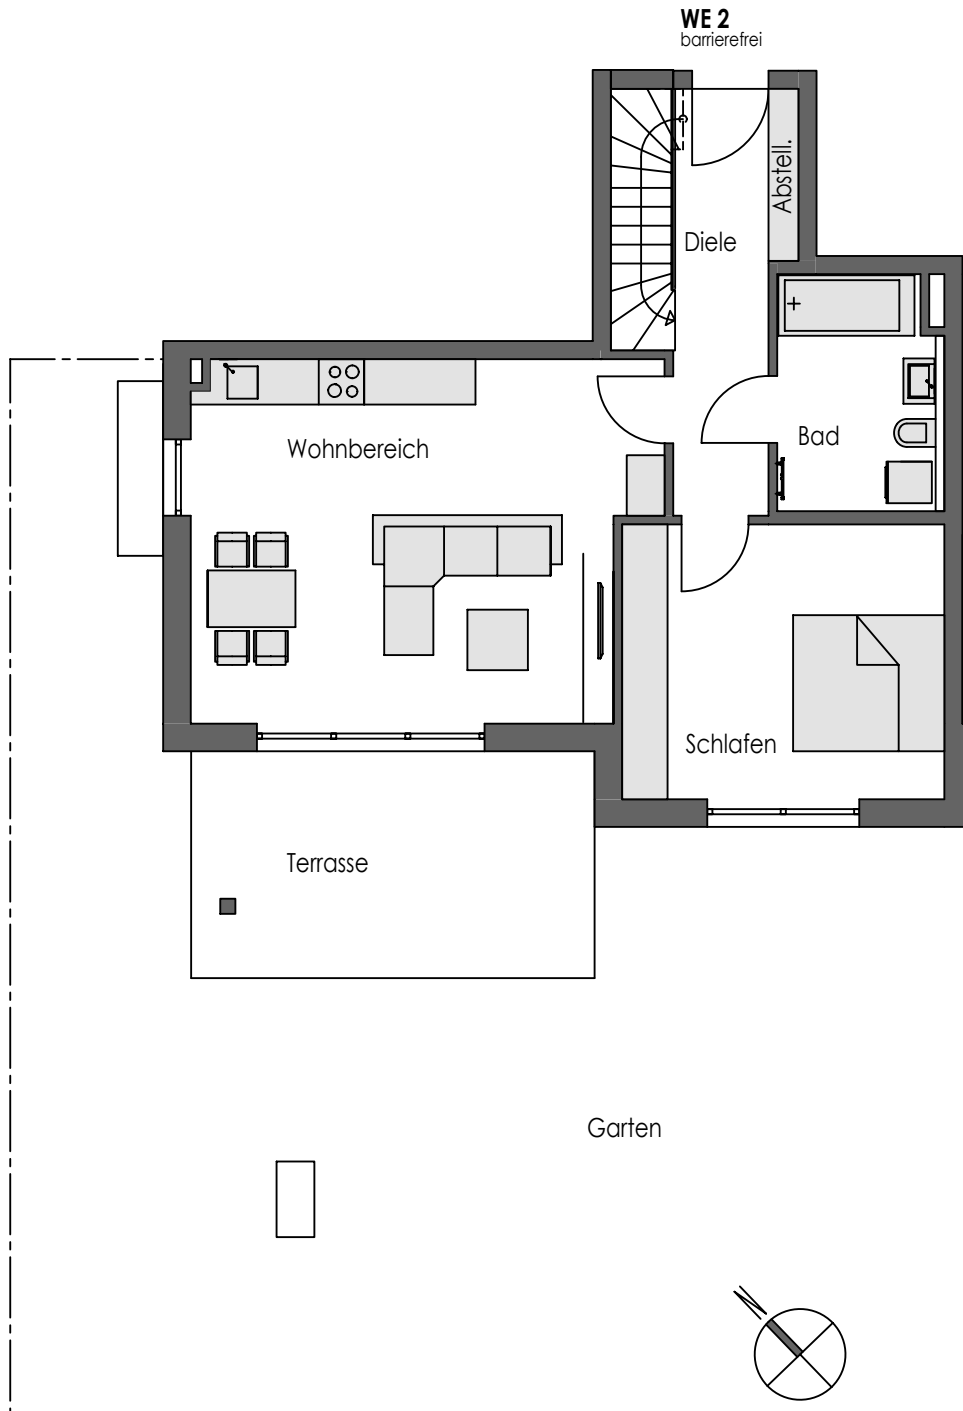 WE 2
barrierefrei
Abstell.
Diele
Wohnbereich
Bad
Schlafen
Terrasse
Garten
N